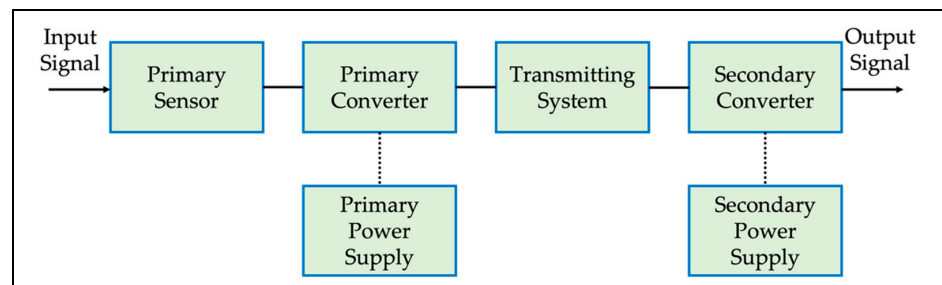 Input
Signal
Primary
Sensor
Primary
Converter
Transmitting
System
Secondary
Converter
Output
Signal
Primary
Power
Supply
Secondary
Power
Supply